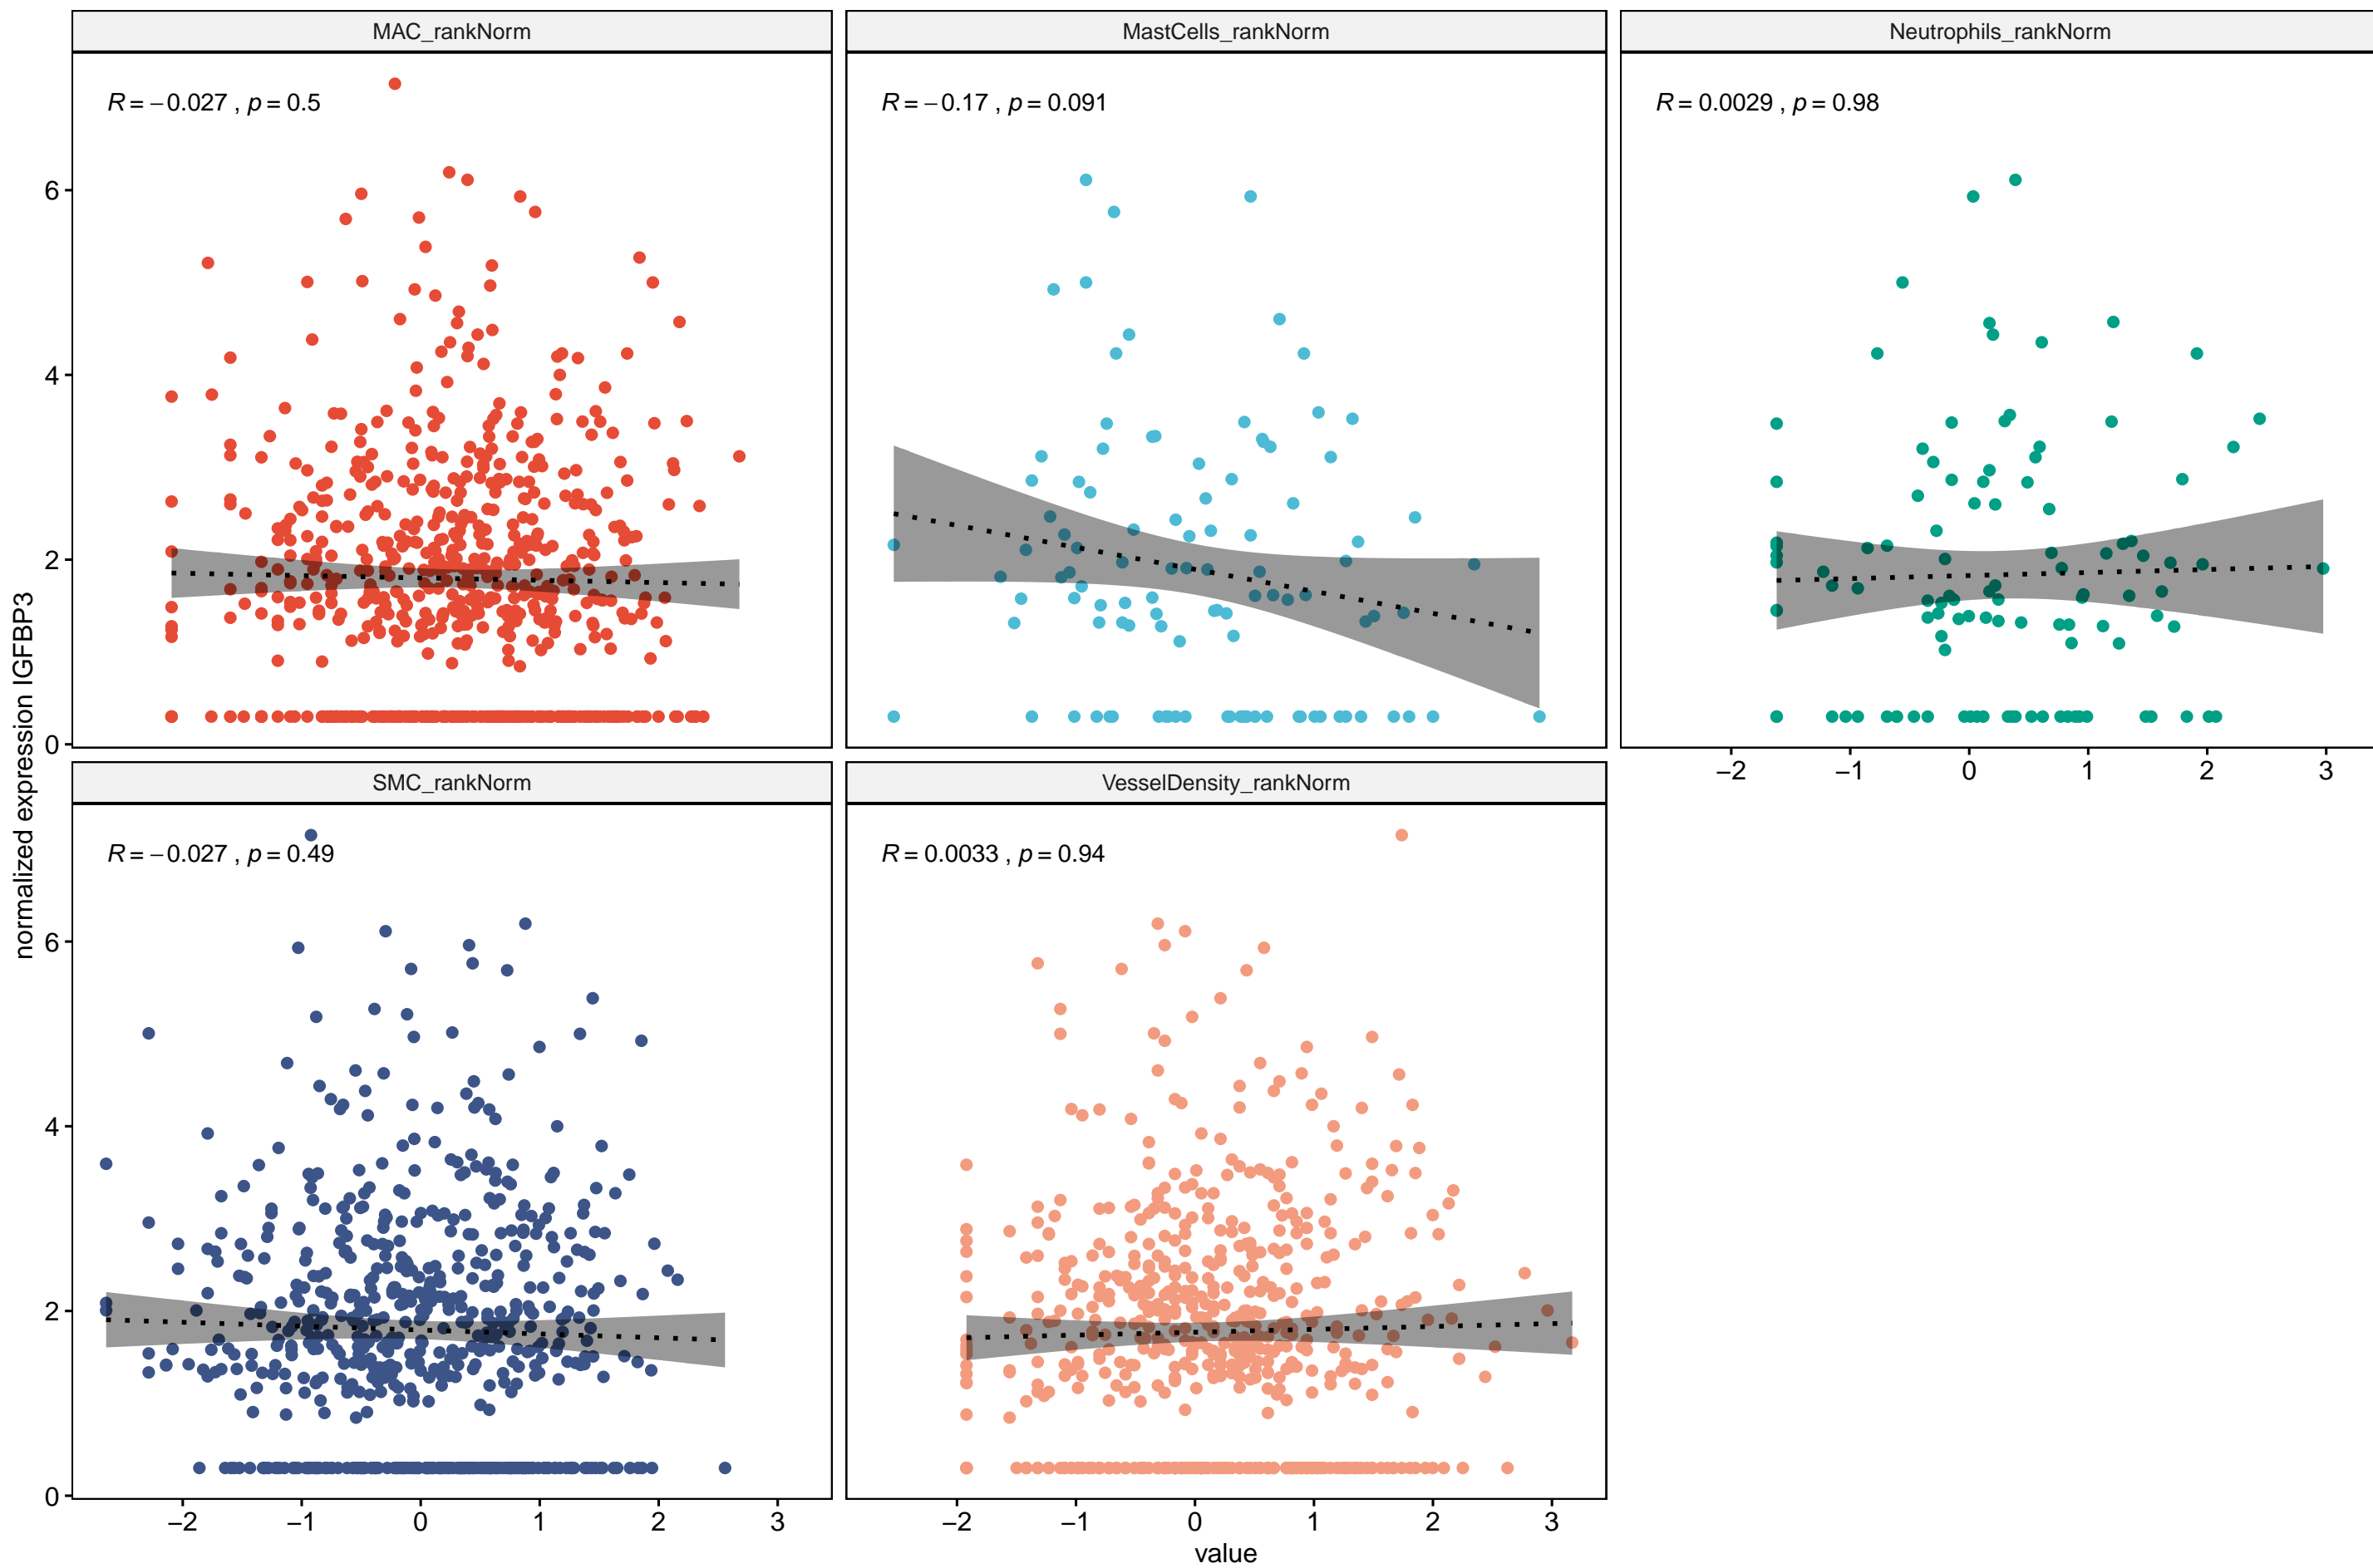 MAC_rankNorm
MastCells_rankNorm
Neutrophils_rankNorm
R = −0.027 , p = 0.5
R = −0.17 , p = 0.091
R = 0.0029 , p = 0.98
6
4
2
0
−2 −1 0 1 2 3
SMC_rankNorm
VesselDensity_rankNorm
R = −0.027 , p = 0.49
R = 0.0033 , p = 0.94
6
4
2
0
−2 −1 0 1 2 3
−2 −1 0 1 2 3
value
normalized expression IGFBP3